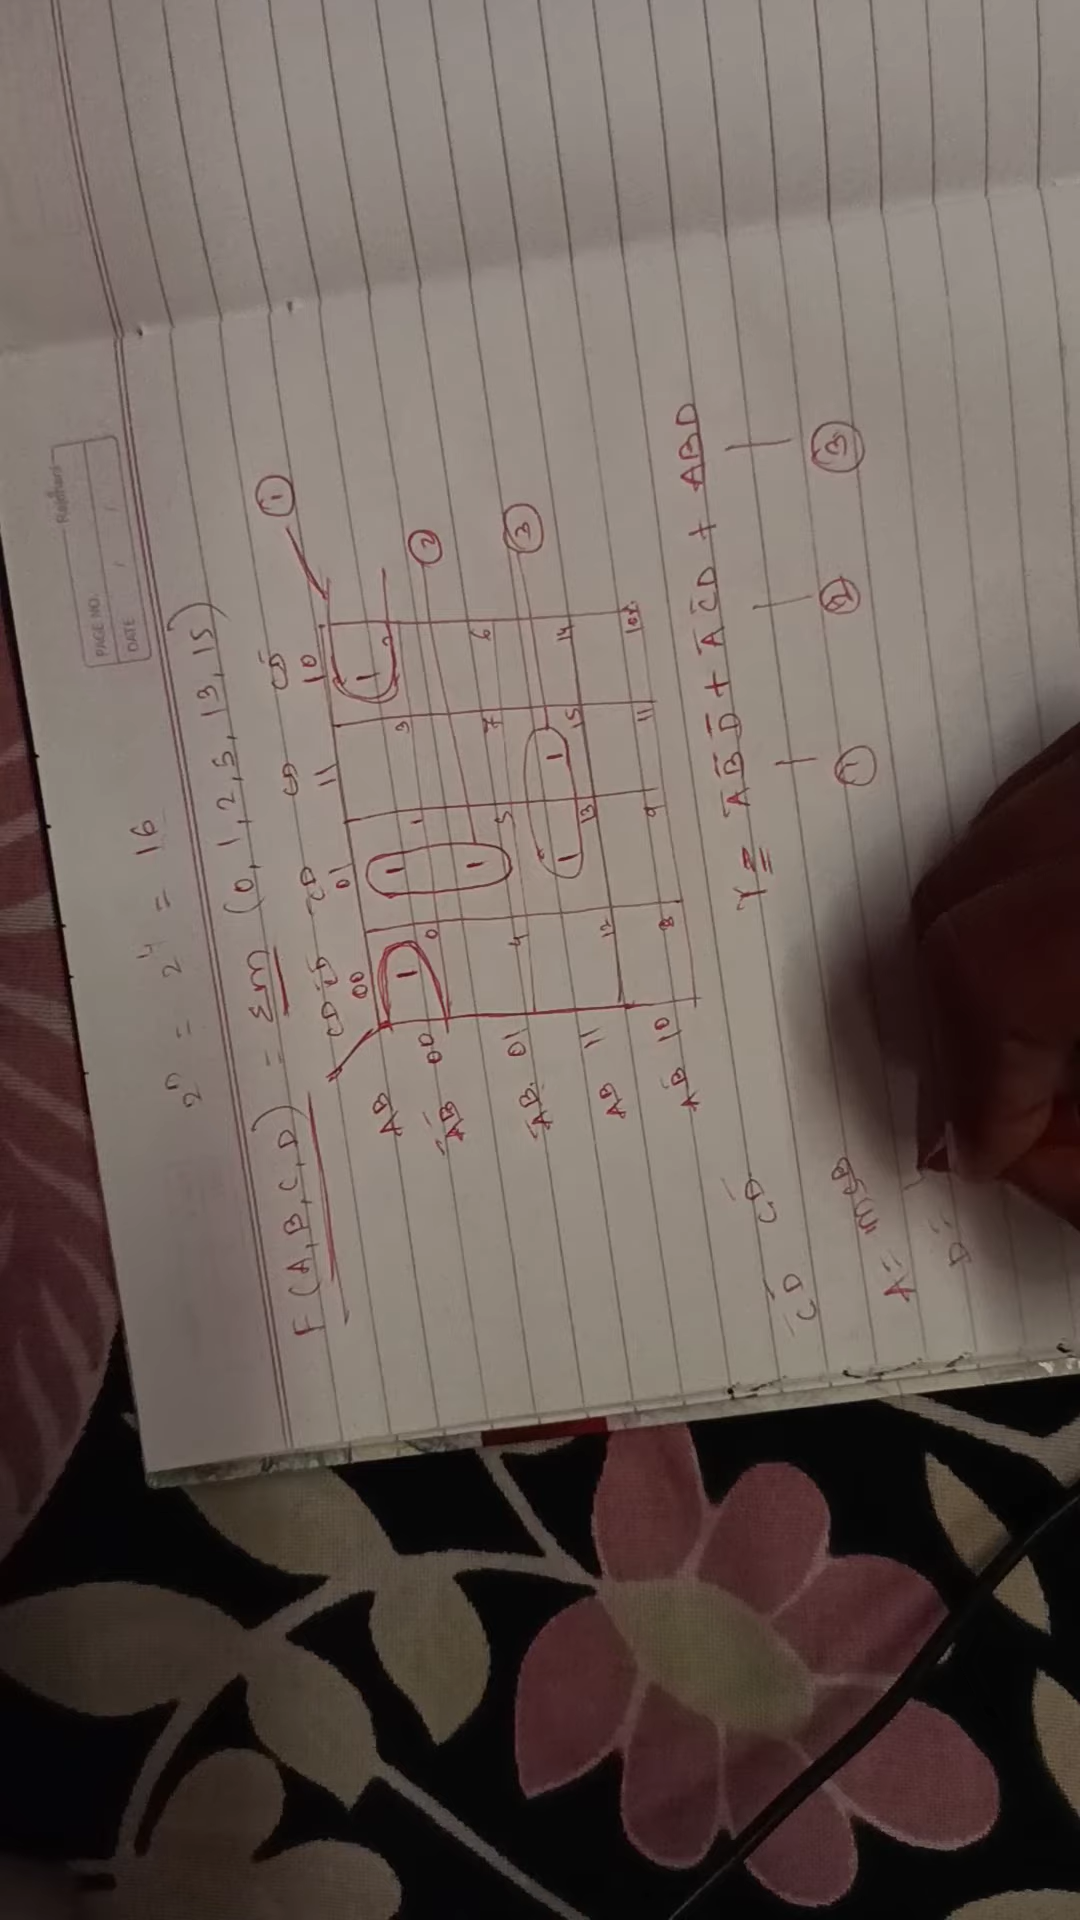 Rajdhani
PAGE NO.
DATE / /
2ⁿ = 2⁴ = 16
F(A,B,C,D) = Σm (0,1,2,5,13,15)
C̄D̄ C̄D CD CD̄ ①
AB 00 01 11 10
ĀB̄ 00 1 0 1 1 3 1 2 ②
ĀB 01 4 1 5 7 6 ③
AB 11 12 1 13 1 15 14
AB̄ 10 8 9 11 10
Y = ĀB̄D̄ + ĀC̄D + ABD
① ② ③
C̄D CD̄
A = MSB
D =